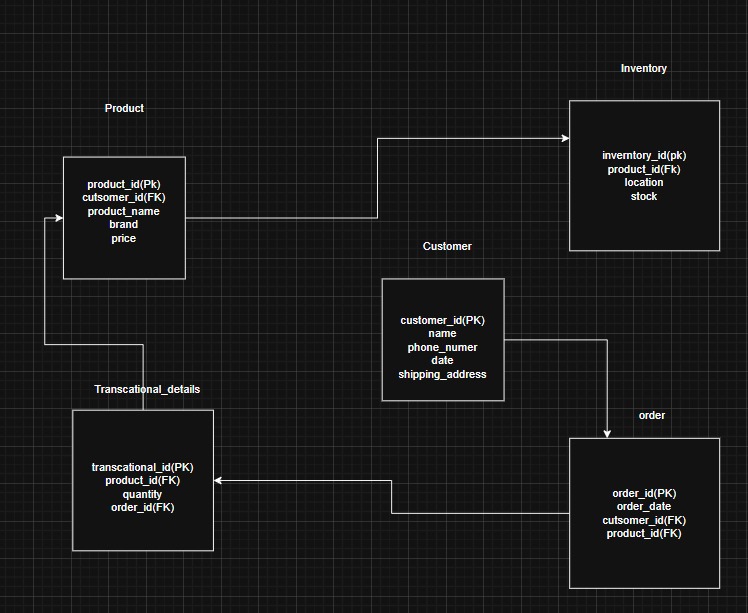 Inventory
Product
inverntory_id(pk)
product_id(Fk)
location
stock
product_id(Pk)
cutsomer_id(FK)
product_name
brand
price
Customer
customer_id(PK)
name
phone_numer
date
shipping_address
Transcational_details
order
transcational_id(PK)
product_id(FK)
quantity
order_id(FK)
order_id(PK)
order_date
cutsomer_id(FK)
product_id(FK)